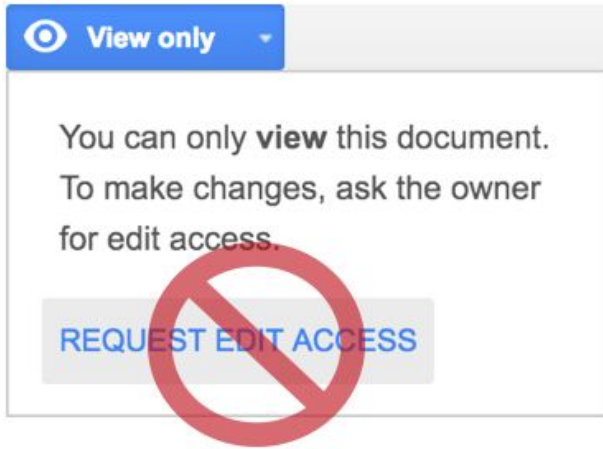 View only
You can only view this document.
To make changes, ask the owner
for edit access.
REQUEST EDIT ACCESS